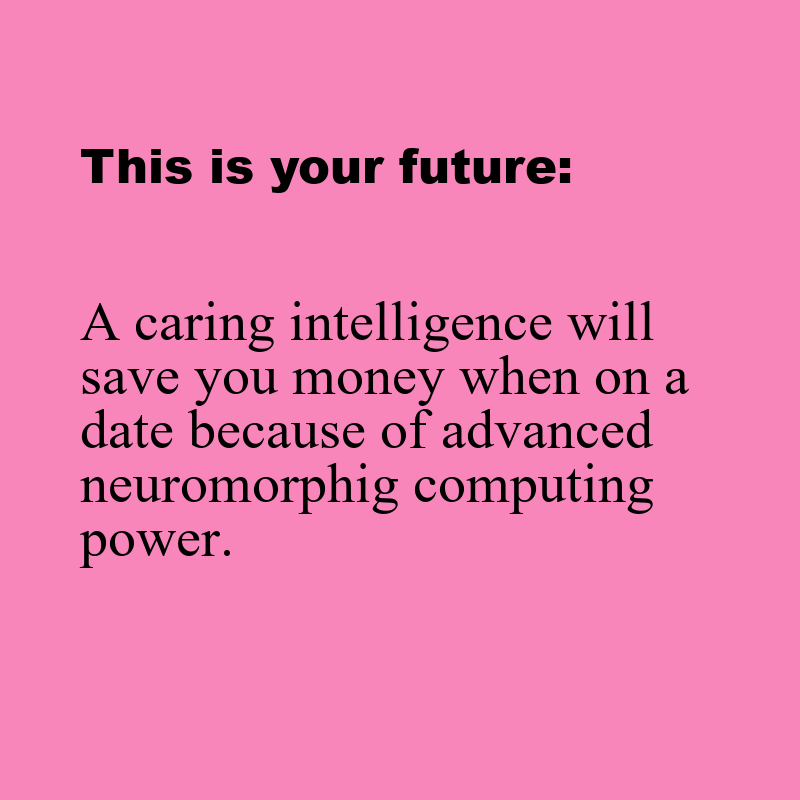 This is your future:
A caring intelligence will
save you money when on a
date because of advanced
neuromorphig computing
power.